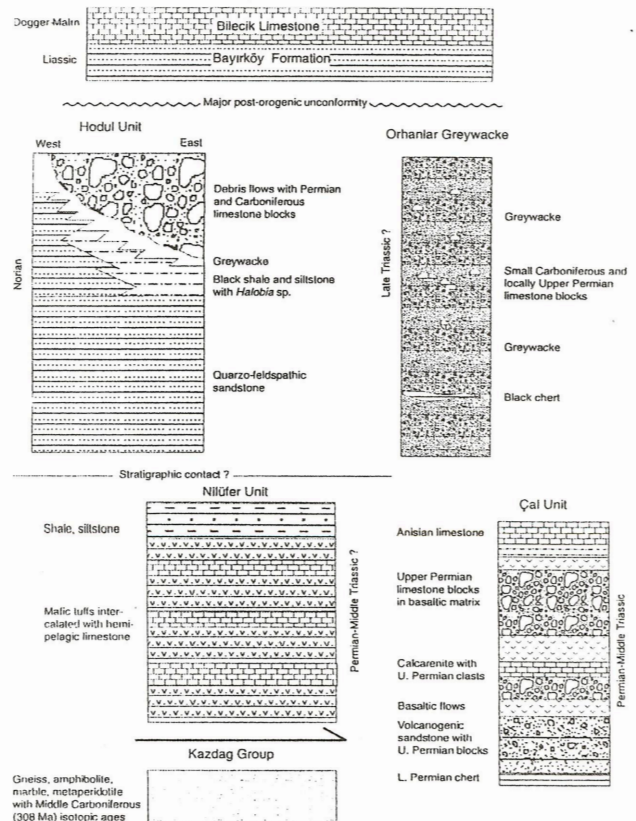 Dogger-Malm
Bilecik Limestone
Liassic
Bayırköy Formation
Major post-orogenic unconformity
Hodul Unit
West East
Norian
Debris flows with Permian
and Carboniferous
limestone blocks
Greywacke
Black shale and siltstone
with Halobia sp.
Quarzo-feldspathic
sandstone
Orhanlar Greywacke
Late Triassic ?
Greywacke
Small Carboniferous and
locally Upper Permian
limestone blocks
Greywacke
Black chert
Stratigraphic contact ?
Nilüfer Unit
Shale, siltstone
Mafic tuffs inter-
calated with hemi-
pelagic limestone
Permian-Middle Triassic ?
Kazdag Group
Gneiss, amphibolite,
marble, metaperidotite
with Middle Carboniferous
(308 Ma) isotopic ages
Çal Unit
Anisian limestone
Upper Permian
limestone blocks
in basaltic matrix
Calcarenite with
U. Permian clasts
Basaltic flows
Volcanogenic
sandstone with
U. Permian blocks
L. Permian chert
Permian-Middle Triassic